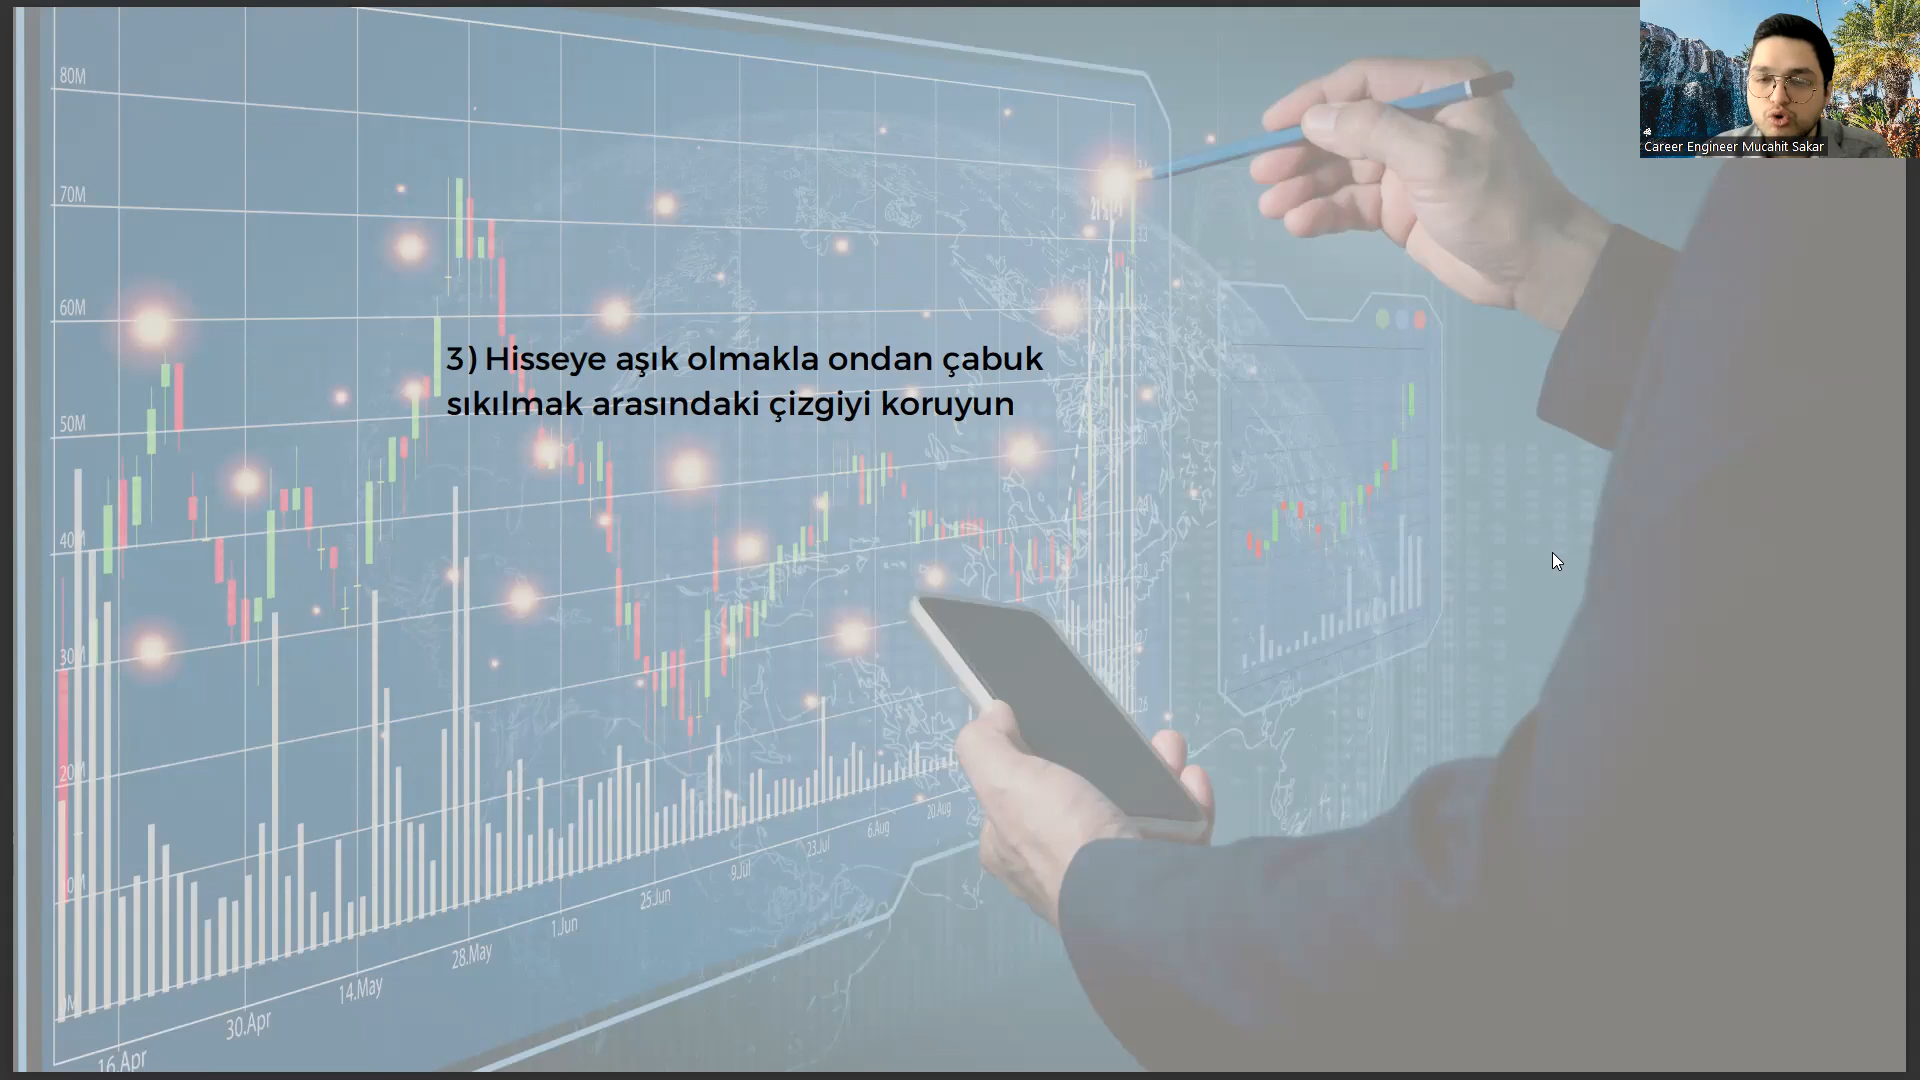 Career Engineer Mucahit Sakar
3) Hisseye aşık olmakla ondan çabuk
sıkılmak arasındaki çizgiyi koruyun
80M
70M
60M
50M
40M
30M
20M
16.Apr
30.Apr
14.May
28.May
1.Jun
25.Jun
9.Jul
23.Jul
6.Aug
20.Aug